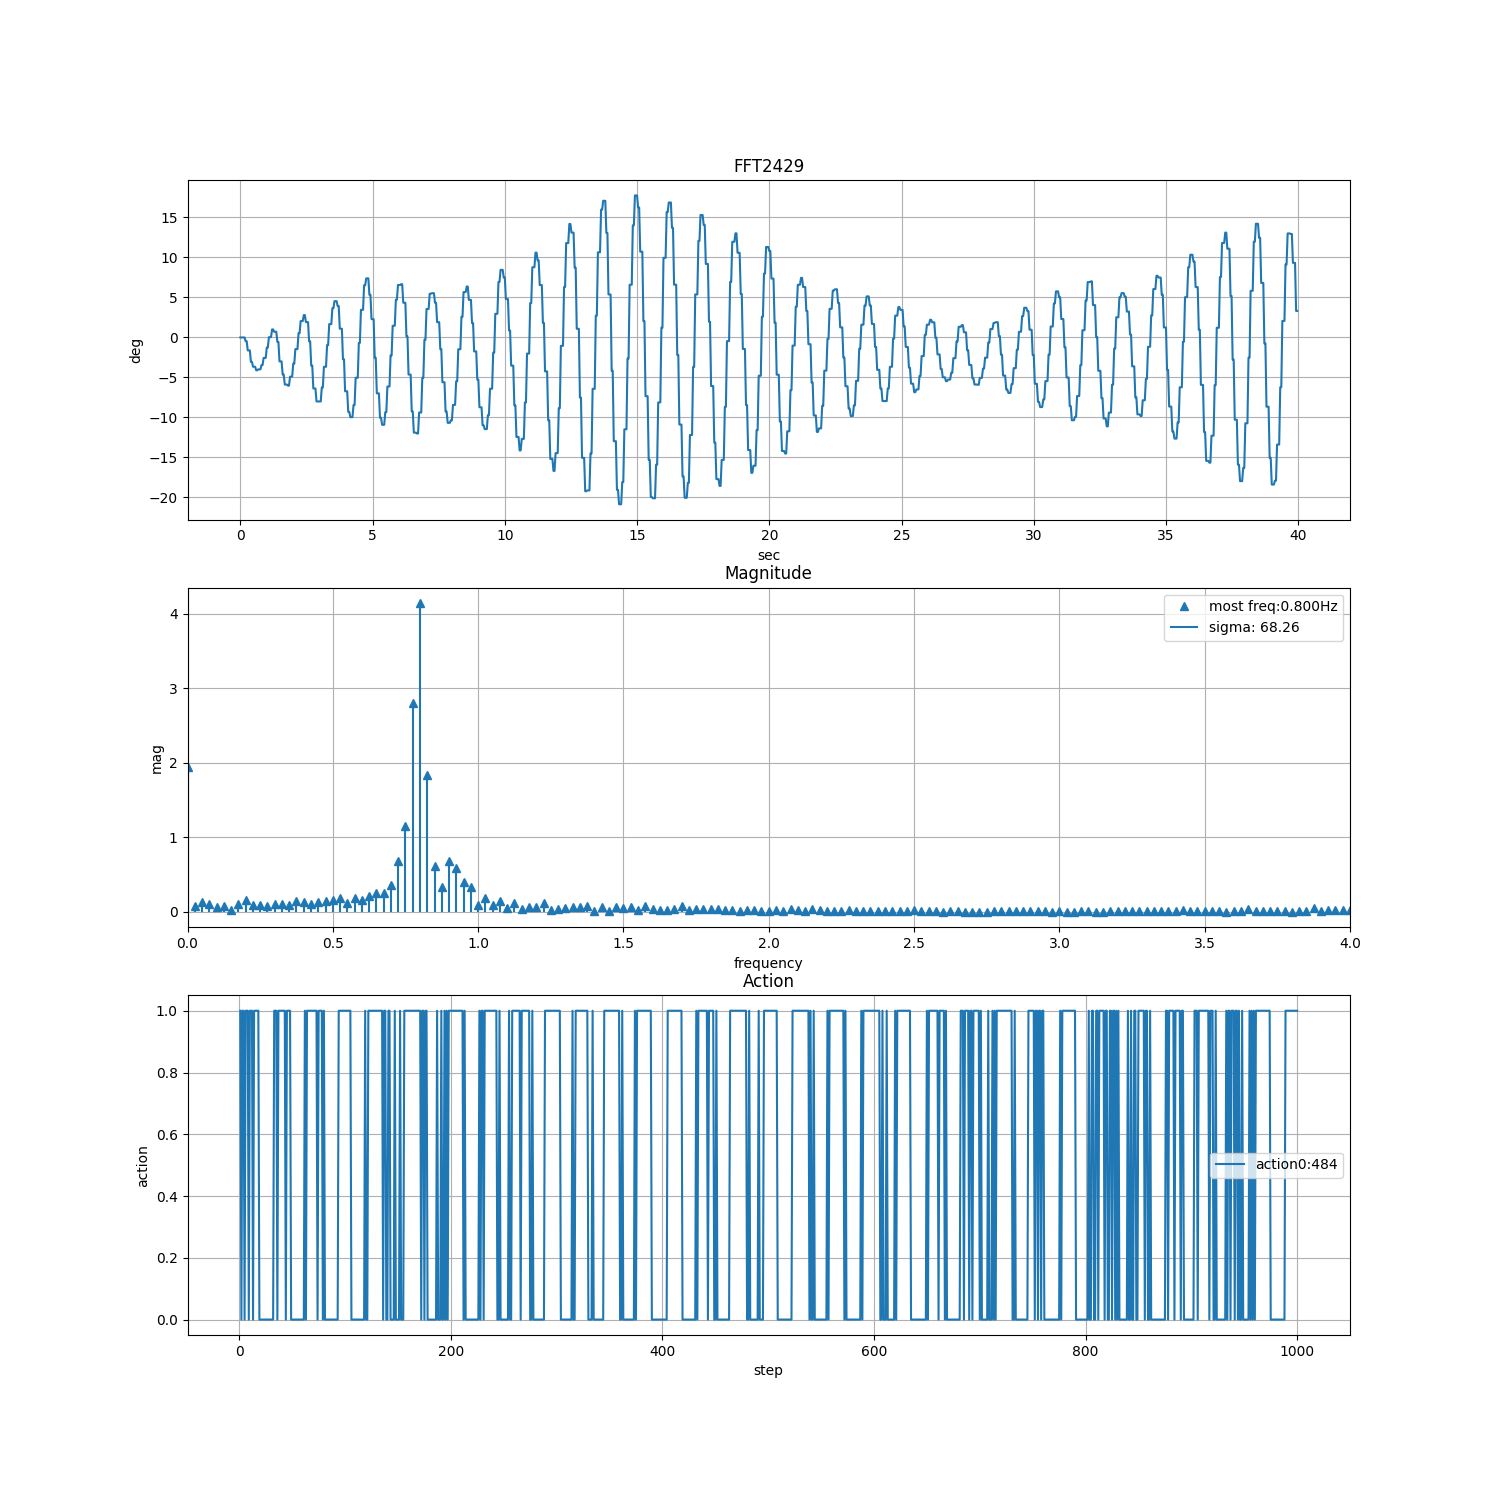 FFT2429
15
10
5
0
−5
−10
−15
−20
deg
0 5 10 15 20 25 30 35 40
sec
Magnitude
most freq:0.800Hz
sigma: 68.26
4
3
2
1
0
mag
0.0 0.5 1.0 1.5 2.0 2.5 3.0 3.5 4.0
frequency
Action
1.0
0.8
0.6
0.4
0.2
0.0
action
action0:484
0 200 400 600 800 1000
step